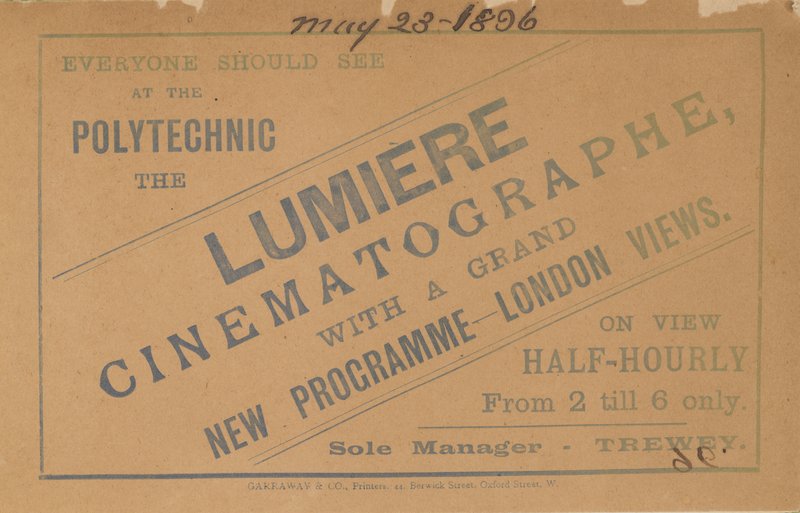 may 23-1896
EVERYONE SHOULD SEE
AT THE
POLYTECHNIC
THE
LUMIÈRE
CINEMATOGRAPHE,
WITH A GRAND
NEW PROGRAMME—LONDON VIEWS.
ON VIEW
HALF-HOURLY
From 2 till 6 only.
Sole Manager - TREWEY.
GARRAWAY & CO., Printers, 44, Berwick Street, Oxford Street, W.